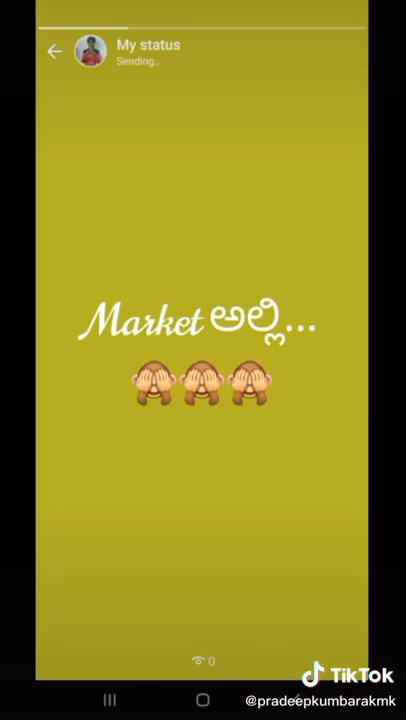 My status
Sending...
Market ಅಲ್ಲಿ...
🙈🙈🙈
0
TikTok
@pradeepkumbarakmk